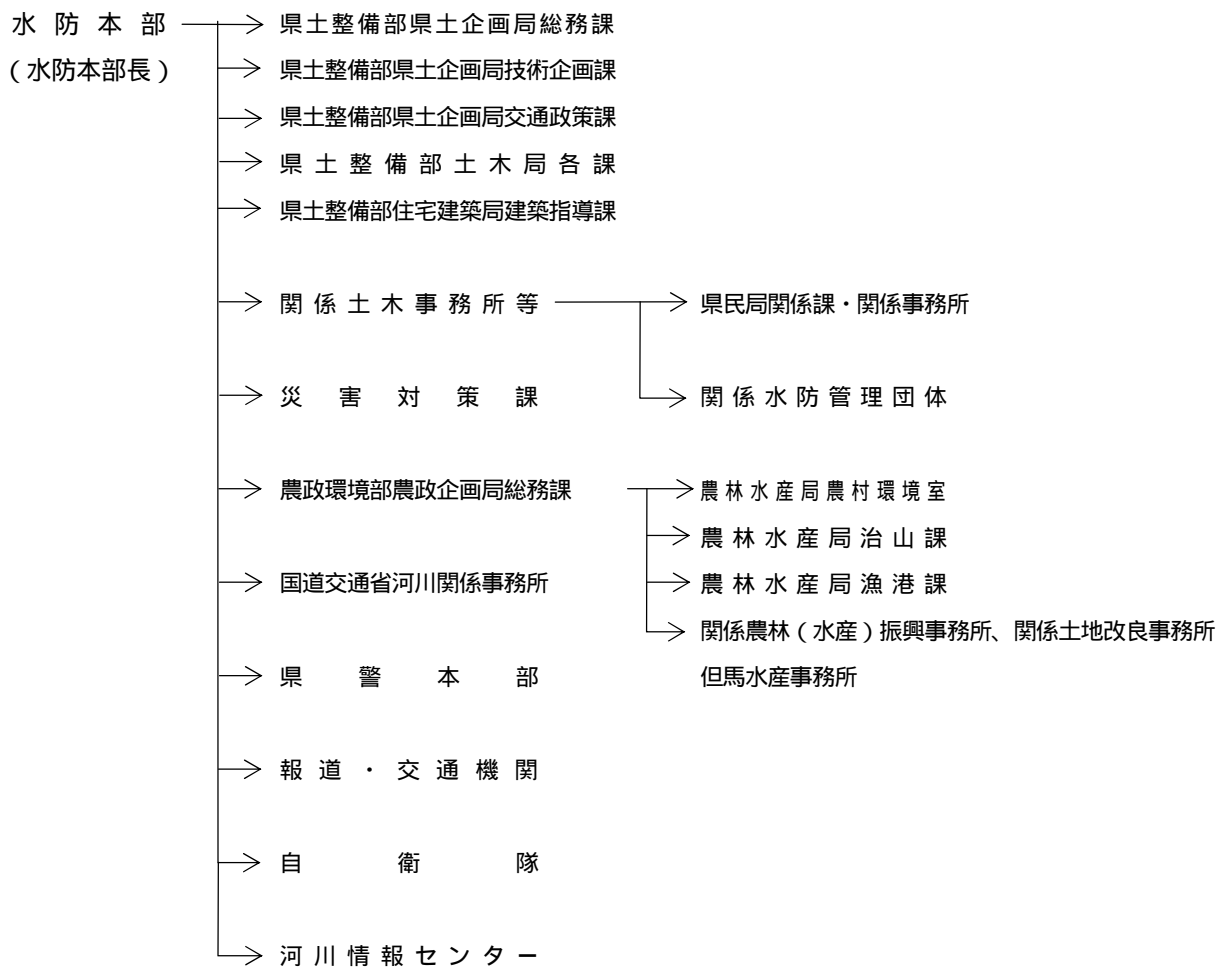 水防本部
(水防本部長)
県土整備部県土企画局総務課
県土整備部県土企画局技術企画課
県土整備部県土企画局交通政策課
県土整備部土木局各課
県土整備部住宅建築局建築指導課
関係土木事務所等
県民局関係課・関係事務所
災害対策課
関係水防管理団体
農政環境部農政企画局総務課
農林水産局農村環境室
農林水産局治山課
国道交通省河川関係事務所
農林水産局漁港課
関係農林(水産)振興事務所、関係土地改良事務所
県警本部
但馬水産事務所
報道・交通機関
自衛隊
河川情報センター